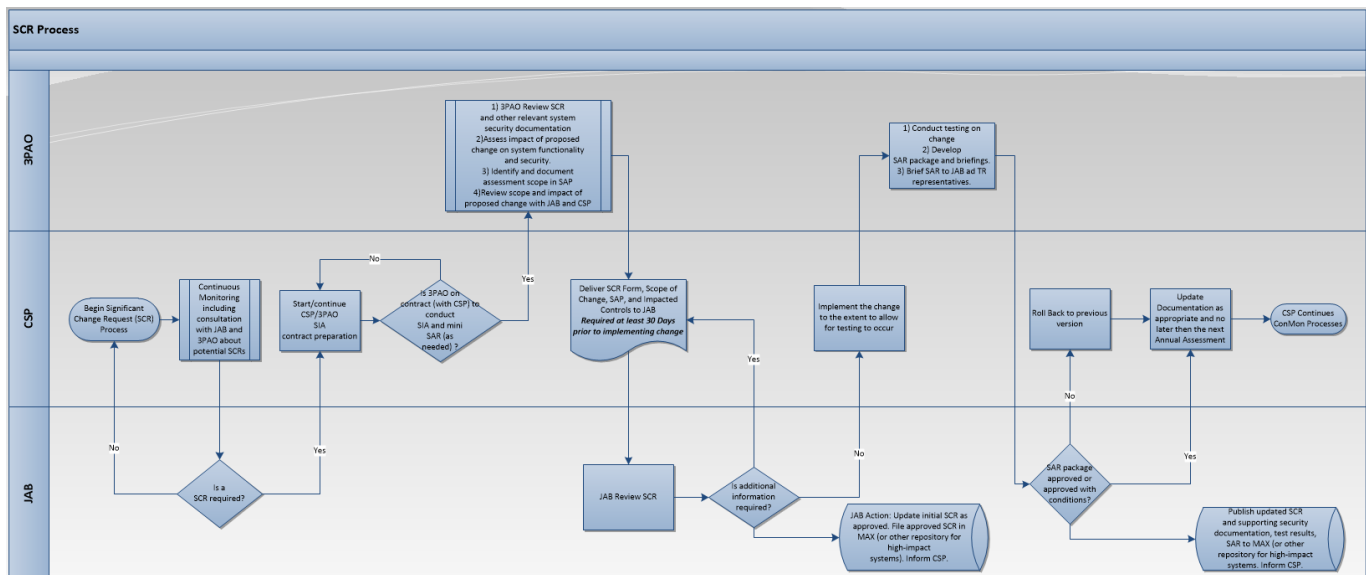 SCR Process
3PAO
1) 3PAO Review SCR
and other relevant system
security documentation
2)Assess impact of proposed
change on system functionality
and security.
3) Identify and document
assessment scope in SAP
4)Review scope and impact of
proposed change with JAB and CSP
1) Conduct testing on
change
2) Develop
SAR package and briefings.
3) Brief SAR to JAB ad TR
representatives.
CSP
Begin Significant
Change Request (SCR)
Process
Continuous
Monitoring
including
consultation
with JAB and
3PAO about
potential SCRs
No
Start/continue
CSP/3PAO
SIA
contract preparation
Is 3PAO on
contract (with CSP) to
conduct
SIA and mini
SAR (as
needed) ?
Yes
Deliver SCR Form, Scope of
Change, SAP, and Impacted
Controls to JAB
Required at least 30 Days
prior to implementing change
Implement the change
to the extent to allow
for testing to occur
Roll Back to previous
version
Update
Documentation as
appropriate and no
later then the next
Annual Assessment
CSP Continues
ConMon Processes
Yes
No
JAB
No
Is a
SCR required?
Yes
JAB Review SCR
Is additional
information
required?
No
JAB Action: Update initial SCR as
approved. File approved SCR in
MAX (or other repository for
high-impact
systems). Inform CSP.
SAR package
approved or
approved with
conditions?
Yes
Publish updated SCR
and supporting security
documentation, test results,
SAR to MAX (or other
repository for high-impact
systems. Inform CSP.